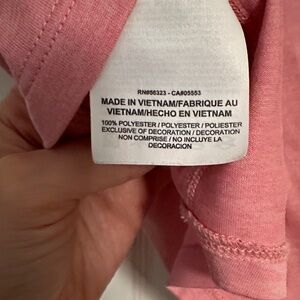 RN#56323 - CA#05553
MADE IN VIETNAM/FABRIQUE AU
VIETNAM/HECHO EN VIETNAM
100% POLYESTER / POLYESTER / POLIESTER
EXCLUSIVE OF DECORATION / DECORATION
NON COMPRISE / NO INCLUYE LA
DECORACION